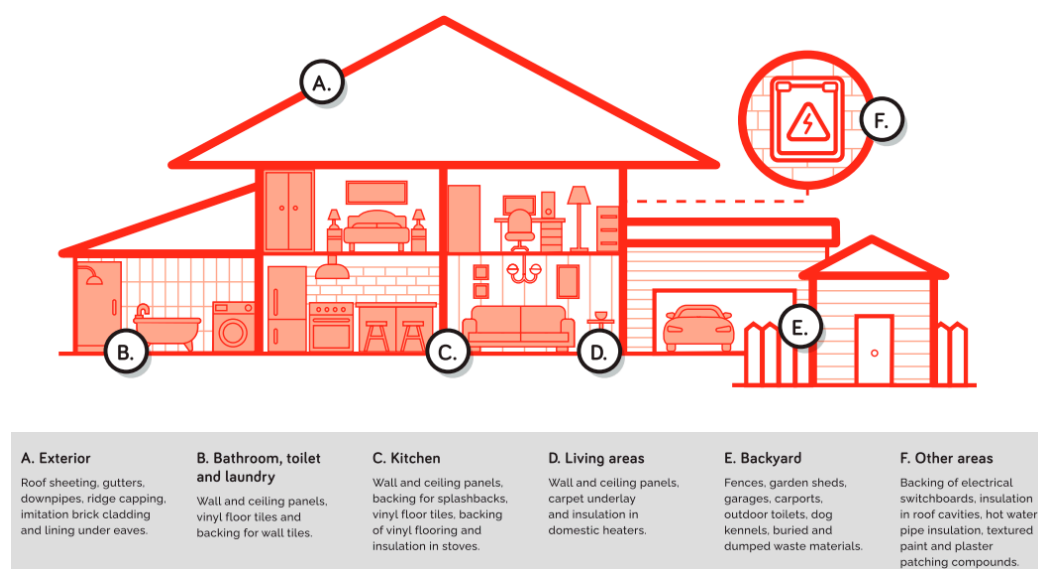 A.
F.
B.
C.
D.
E.
A. Exterior
Roof sheeting, gutters,
downpipes, ridge capping,
imitation brick cladding
and lining under eaves.
B. Bathroom, toilet
and laundry
Wall and ceiling panels,
vinyl floor tiles and
backing for wall tiles.
C. Kitchen
Wall and ceiling panels,
backing for splashbacks,
vinyl floor tiles, backing
of vinyl flooring and
insulation in stoves.
D. Living areas
Wall and ceiling panels,
carpet underlay
and insulation in
domestic heaters.
E. Backyard
Fences, garden sheds,
garages, carports,
outdoor toilets, dog
kennels, buried and
dumped waste materials.
F. Other areas
Backing of electrical
switchboards, insulation
in roof cavities, hot water
pipe insulation, textured
paint and plaster
patching compounds.